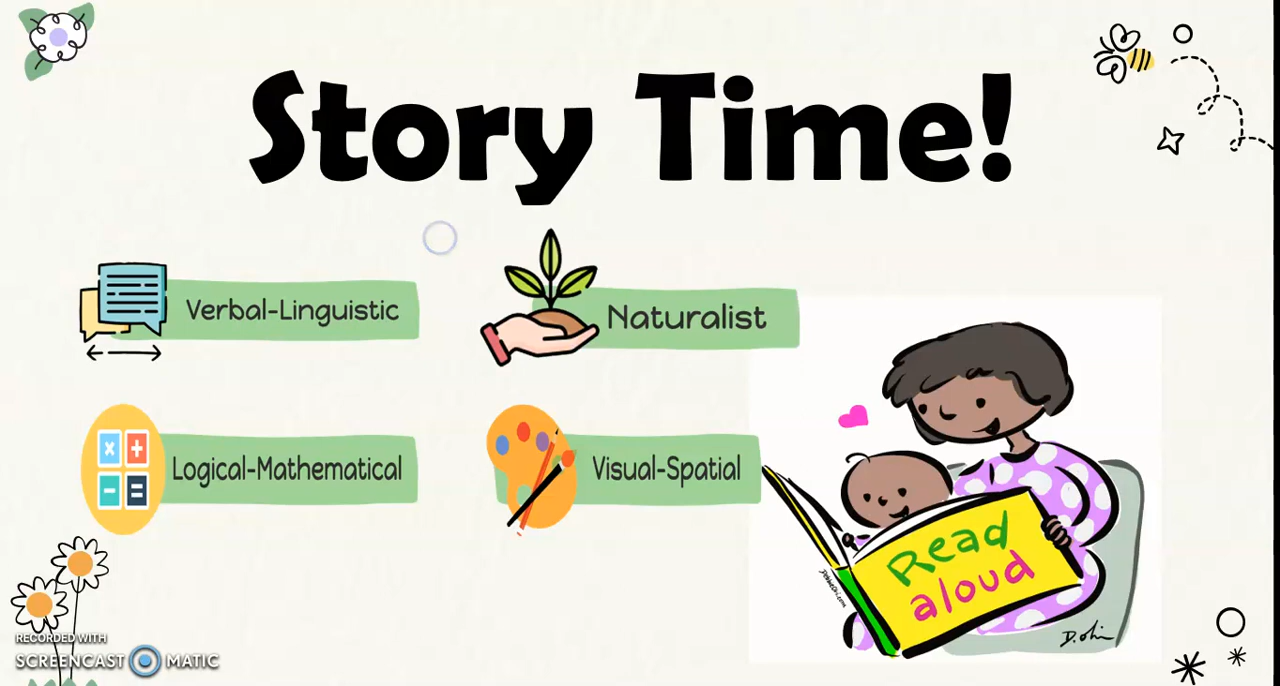 Story Time!
Verbal-Linguistic
Naturalist
Logical-Mathematical
Visual-Spatial
Read
aloud
RECORDED WITH
SCREENCAST MATIC